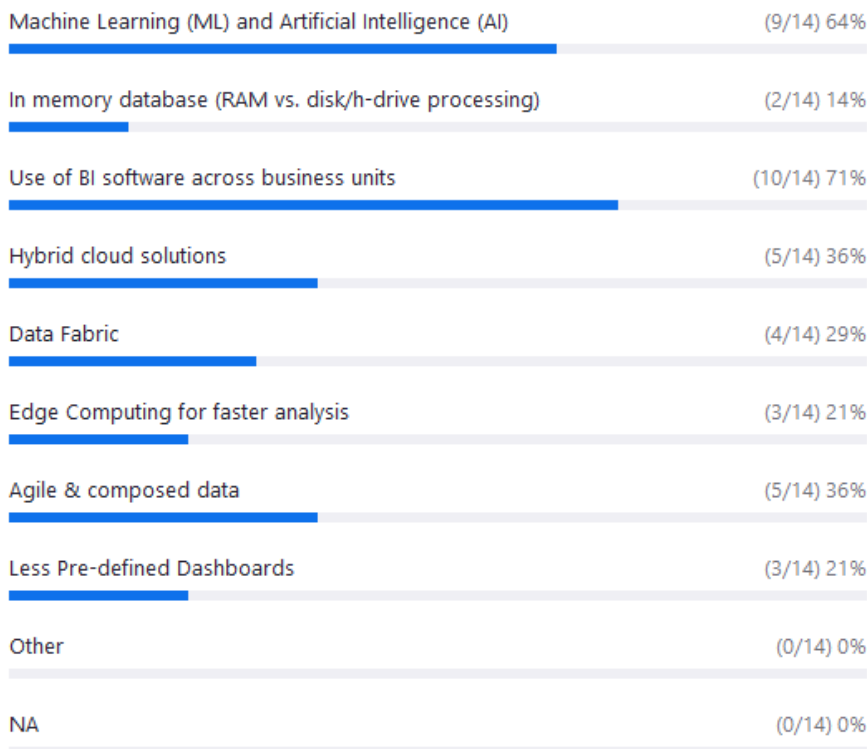 Machine Learning (ML) and Artificial Intelligence (AI) (9/14) 64%
In memory database (RAM vs. disk/h-drive processing) (2/14) 14%
Use of BI software across business units (10/14) 71%
Hybrid cloud solutions (5/14) 36%
Data Fabric (4/14) 29%
Edge Computing for faster analysis (3/14) 21%
Agile & composed data (5/14) 36%
Less Pre-defined Dashboards (3/14) 21%
Other (0/14) 0%
NA (0/14) 0%